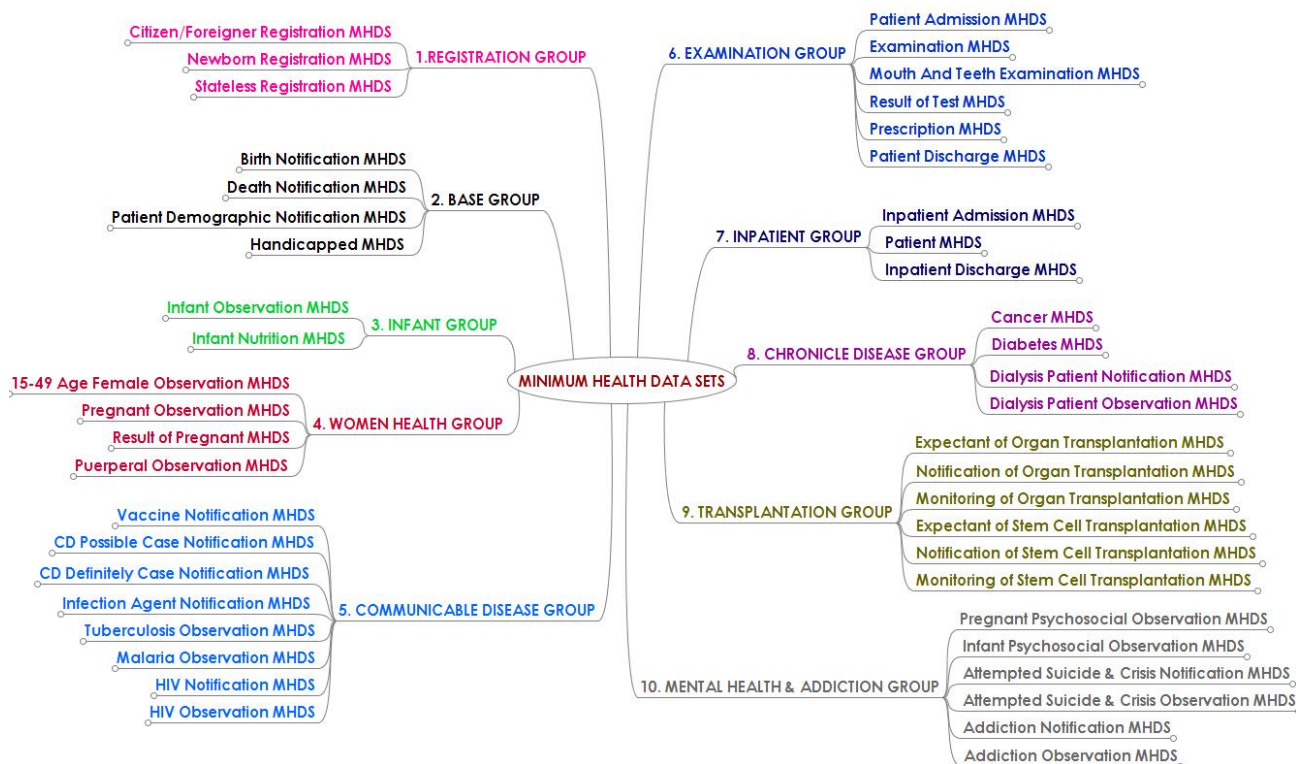 MINIMUM HEALTH DATA SETS
1.REGISTRATION GROUP
Citizen/Foreigner Registration MHDS
Newborn Registration MHDS
Stateless Registration MHDS
2. BASE GROUP
Birth Notification MHDS
Death Notification MHDS
Patient Demographic Notification MHDS
Handicapped MHDS
3. INFANT GROUP
Infant Observation MHDS
Infant Nutrition MHDS
4. WOMEN HEALTH GROUP
15-49 Age Female Observation MHDS
Pregnant Observation MHDS
Result of Pregnant MHDS
Puerperal Observation MHDS
5. COMMUNICABLE DISEASE GROUP
Vaccine Notification MHDS
CD Possible Case Notification MHDS
CD Definitely Case Notification MHDS
Infection Agent Notification MHDS
Tuberculosis Observation MHDS
Malaria Observation MHDS
HIV Notification MHDS
HIV Observation MHDS
6. EXAMINATION GROUP
Patient Admission MHDS
Examination MHDS
Mouth And Teeth Examination MHDS
Result of Test MHDS
Prescription MHDS
Patient Discharge MHDS
7. INPATIENT GROUP
Inpatient Admission MHDS
Patient MHDS
Inpatient Discharge MHDS
8. CHRONICLE DISEASE GROUP
Cancer MHDS
Diabetes MHDS
Dialysis Patient Notification MHDS
Dialysis Patient Observation MHDS
9. TRANSPLANTATION GROUP
Expectant of Organ Transplantation MHDS
Notification of Organ Transplantation MHDS
Monitoring of Organ Transplantation MHDS
Expectant of Stem Cell Transplantation MHDS
Notification of Stem Cell Transplantation MHDS
Monitoring of Stem Cell Transplantation MHDS
10. MENTAL HEALTH & ADDICTION GROUP
Pregnant Psychosocial Observation MHDS
Infant Psychosocial Observation MHDS
Attempted Suicide & Crisis Notification MHDS
Attempted Suicide & Crisis Observation MHDS
Addiction Notification MHDS
Addiction Observation MHDS